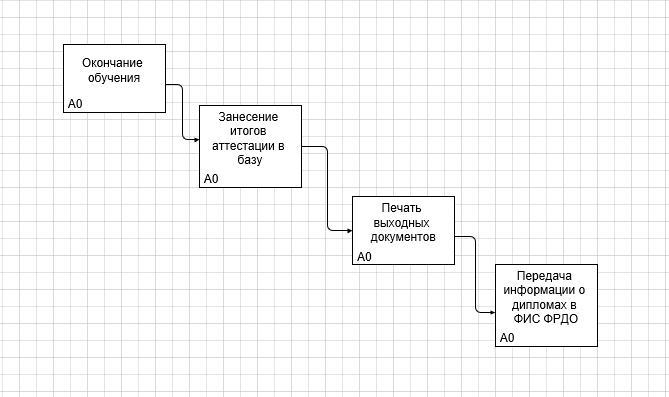 Окончание
обучения
A0
Занесение
итогов
аттестации в
базу
A0
Печать
выходных
документов
A0
Передача
информации о
дипломах в
ФИС ФРДО
A0